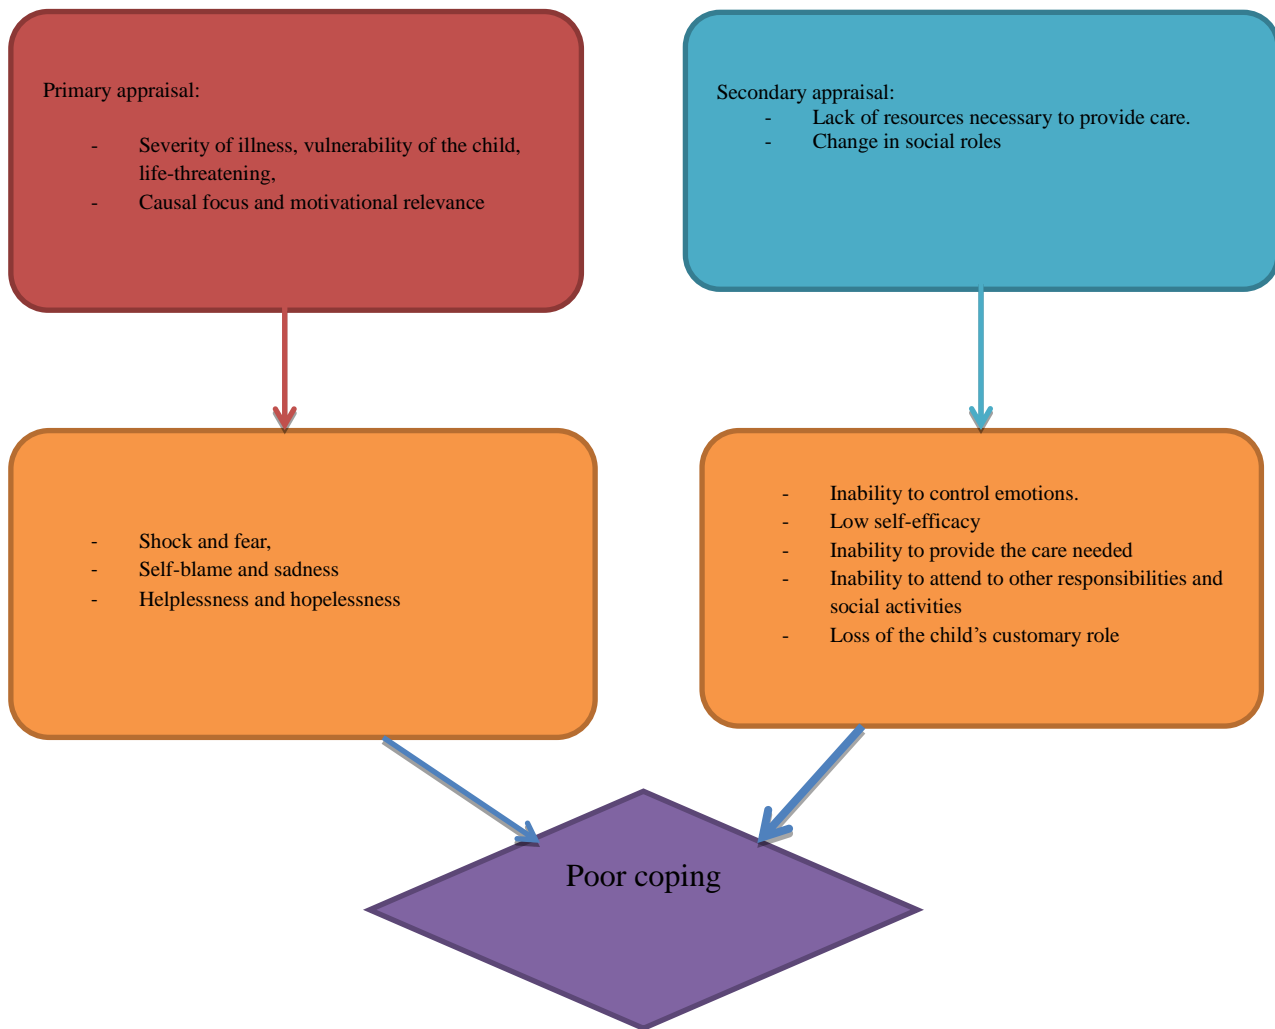 Primary appraisal:
- Severity of illness, vulnerability of the child,
life-threatening,
- Causal focus and motivational relevance
Secondary appraisal:
- Lack of resources necessary to provide care.
- Change in social roles
- Shock and fear,
- Self-blame and sadness
- Helplessness and hopelessness
- Inability to control emotions.
- Low self-efficacy
- Inability to provide the care needed
- Inability to attend to other responsibilities and
social activities
- Loss of the child’s customary role
Poor coping